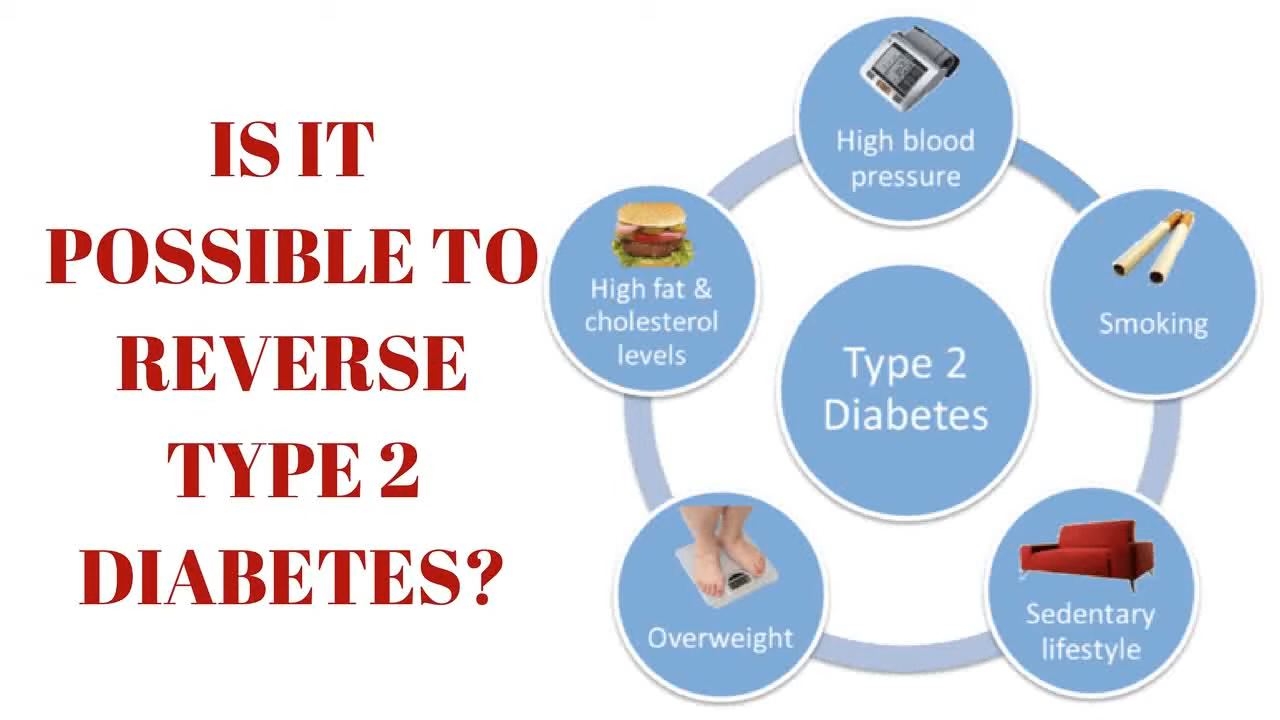 IS IT
POSSIBLE TO
REVERSE
TYPE 2
DIABETES?
High blood
pressure
Smoking
Sedentary
lifestyle
Overweight
High fat &
cholesterol
levels
Type 2
Diabetes